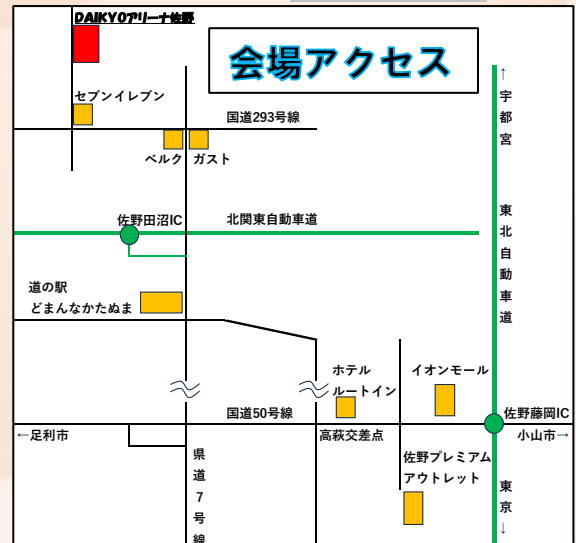 DAIKYOアリーナ佐野
会場アクセス
↑宇都宮
セブンイレブン
国道293号線
ベルク
ガスト
佐野田沼IC
北関東自動車道
東北自動車道
道の駅
どまんなかたぬま
ホテル
ルートイン
イオンモール
国道50号線
佐野藤岡IC
←足利市
高萩交差点
小山市→
県道7号線
佐野プレミアム
アウトレット
東京↓